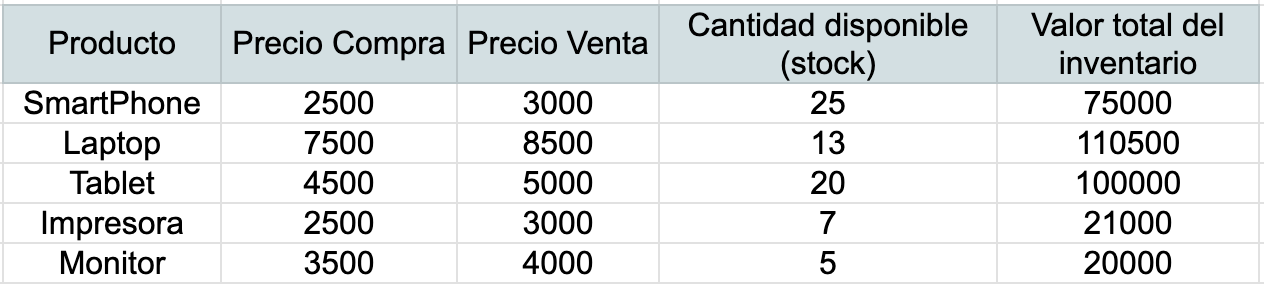 Producto Precio Compra Precio Venta Cantidad disponible (stock) Valor total del inventario
SmartPhone 2500 3000 25 75000
Laptop 7500 8500 13 110500
Tablet 4500 5000 20 100000
Impresora 2500 3000 7 21000
Monitor 3500 4000 5 20000